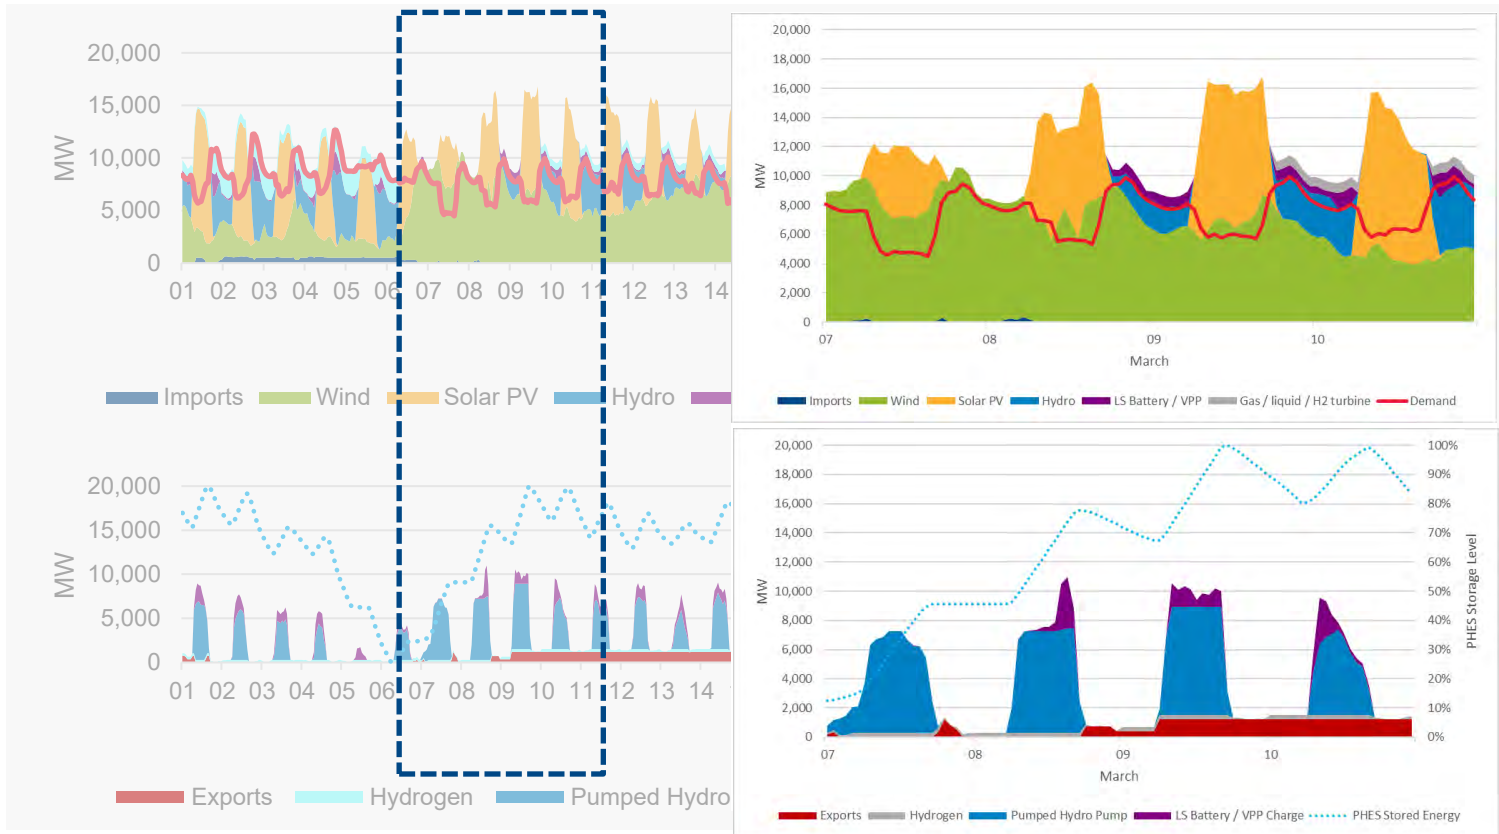 20,000
15,000
10,000
5,000
0
MW
01 02 03 04 05 06 07 08 09 10 11 12 13 14
Imports Wind Solar PV Hydro
20,000
15,000
10,000
5,000
0
MW
01 02 03 04 05 06 07 08 09 10 11 12 13 14
Exports Hydrogen Pumped Hydro
20,000
18,000
16,000
14,000
12,000
10,000
8,000
6,000
4,000
2,000
0
MW
07 08 09 10
March
Imports Wind Solar PV Hydro LS Battery / VPP Gas / liquid / H2 turbine Demand
20,000
18,000
16,000
14,000
12,000
10,000
8,000
6,000
4,000
2,000
0
MW
100%
90%
80%
70%
60%
50%
40%
30%
20%
10%
0%
PHES Storage Level
07 08 09 10
March
Exports Hydrogen Pumped Hydro Pump LS Battery / VPP Charge PHES Stored Energy